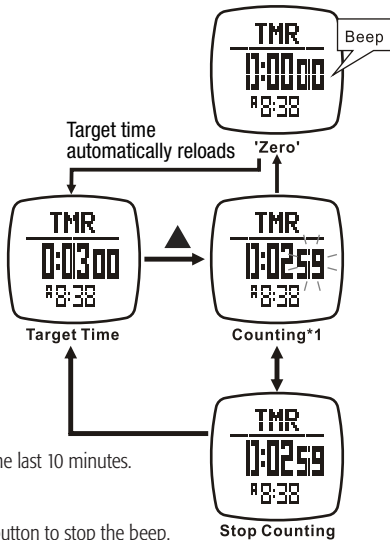 TMR
0:00 00
A8:38
Beep
'Zero'
Target time
automatically reloads
TMR
0:03 00
A8:38
Target Time
TMR
0:02 59
A8:38
Counting*1
TMR
0:02 59
A8:38
Stop Counting
he last 10 minutes.
utton to stop the beep.